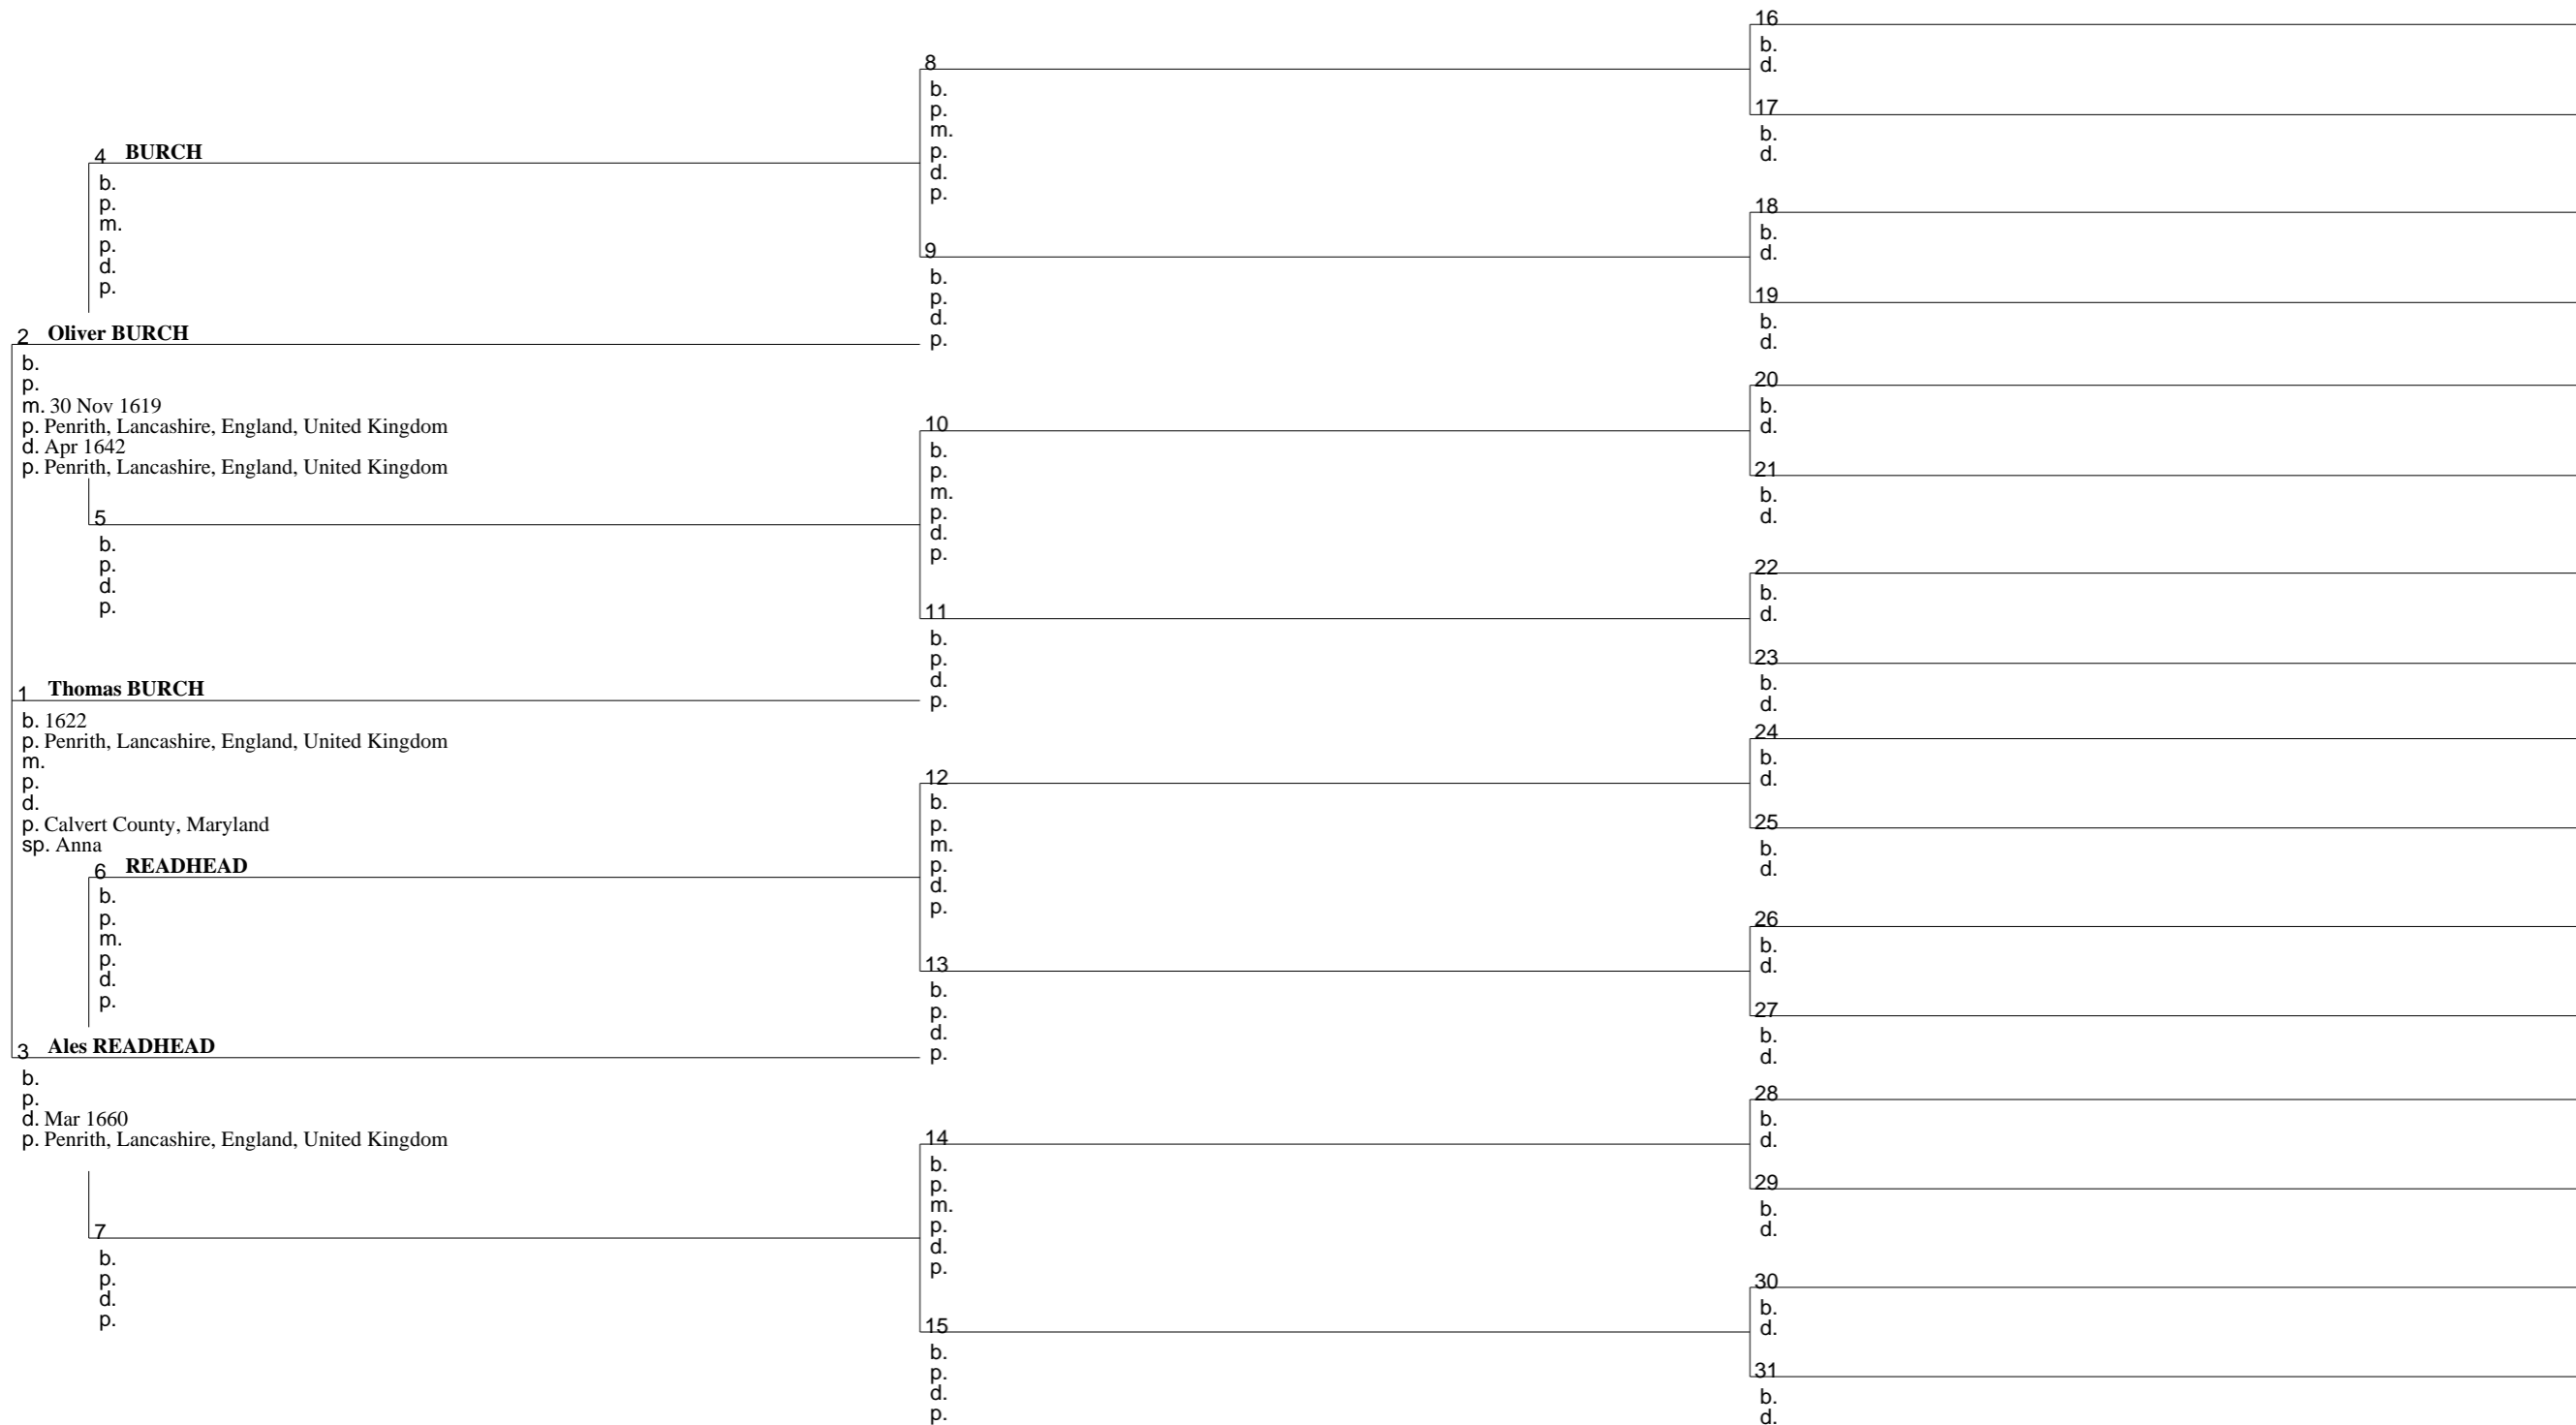 4 BURCH
b.
p.
m.
p.
d.
p.
2 Oliver BURCH
b.
p.
m. 30 Nov 1619
p. Penrith, Lancashire, England, United Kingdom
d. Apr 1642
p. Penrith, Lancashire, England, United Kingdom
5
b.
p.
d.
p.
1 Thomas BURCH
b. 1622
p. Penrith, Lancashire, England, United Kingdom
m.
p.
d.
p. Calvert County, Maryland
sp. Anna
6 READHEAD
b.
p.
m.
p.
d.
p.
3 Ales READHEAD
b.
p.
d. Mar 1660
p. Penrith, Lancashire, England, United Kingdom
7
b.
p.
d.
p.
8
b.
p.
m.
p.
d.
p.
9
b.
p.
d.
p.
10
b.
p.
m.
p.
d.
p.
11
b.
p.
d.
p.
12
b.
p.
m.
p.
d.
p.
13
b.
p.
d.
p.
14
b.
p.
m.
p.
d.
p.
15
b.
p.
d.
p.
16
b.
d.
17
b.
d.
18
b.
d.
19
b.
d.
20
b.
d.
21
b.
d.
22
b.
d.
23
b.
d.
24
b.
d.
25
b.
d.
26
b.
d.
27
b.
d.
28
b.
d.
29
b.
d.
30
b.
d.
31
b.
d.